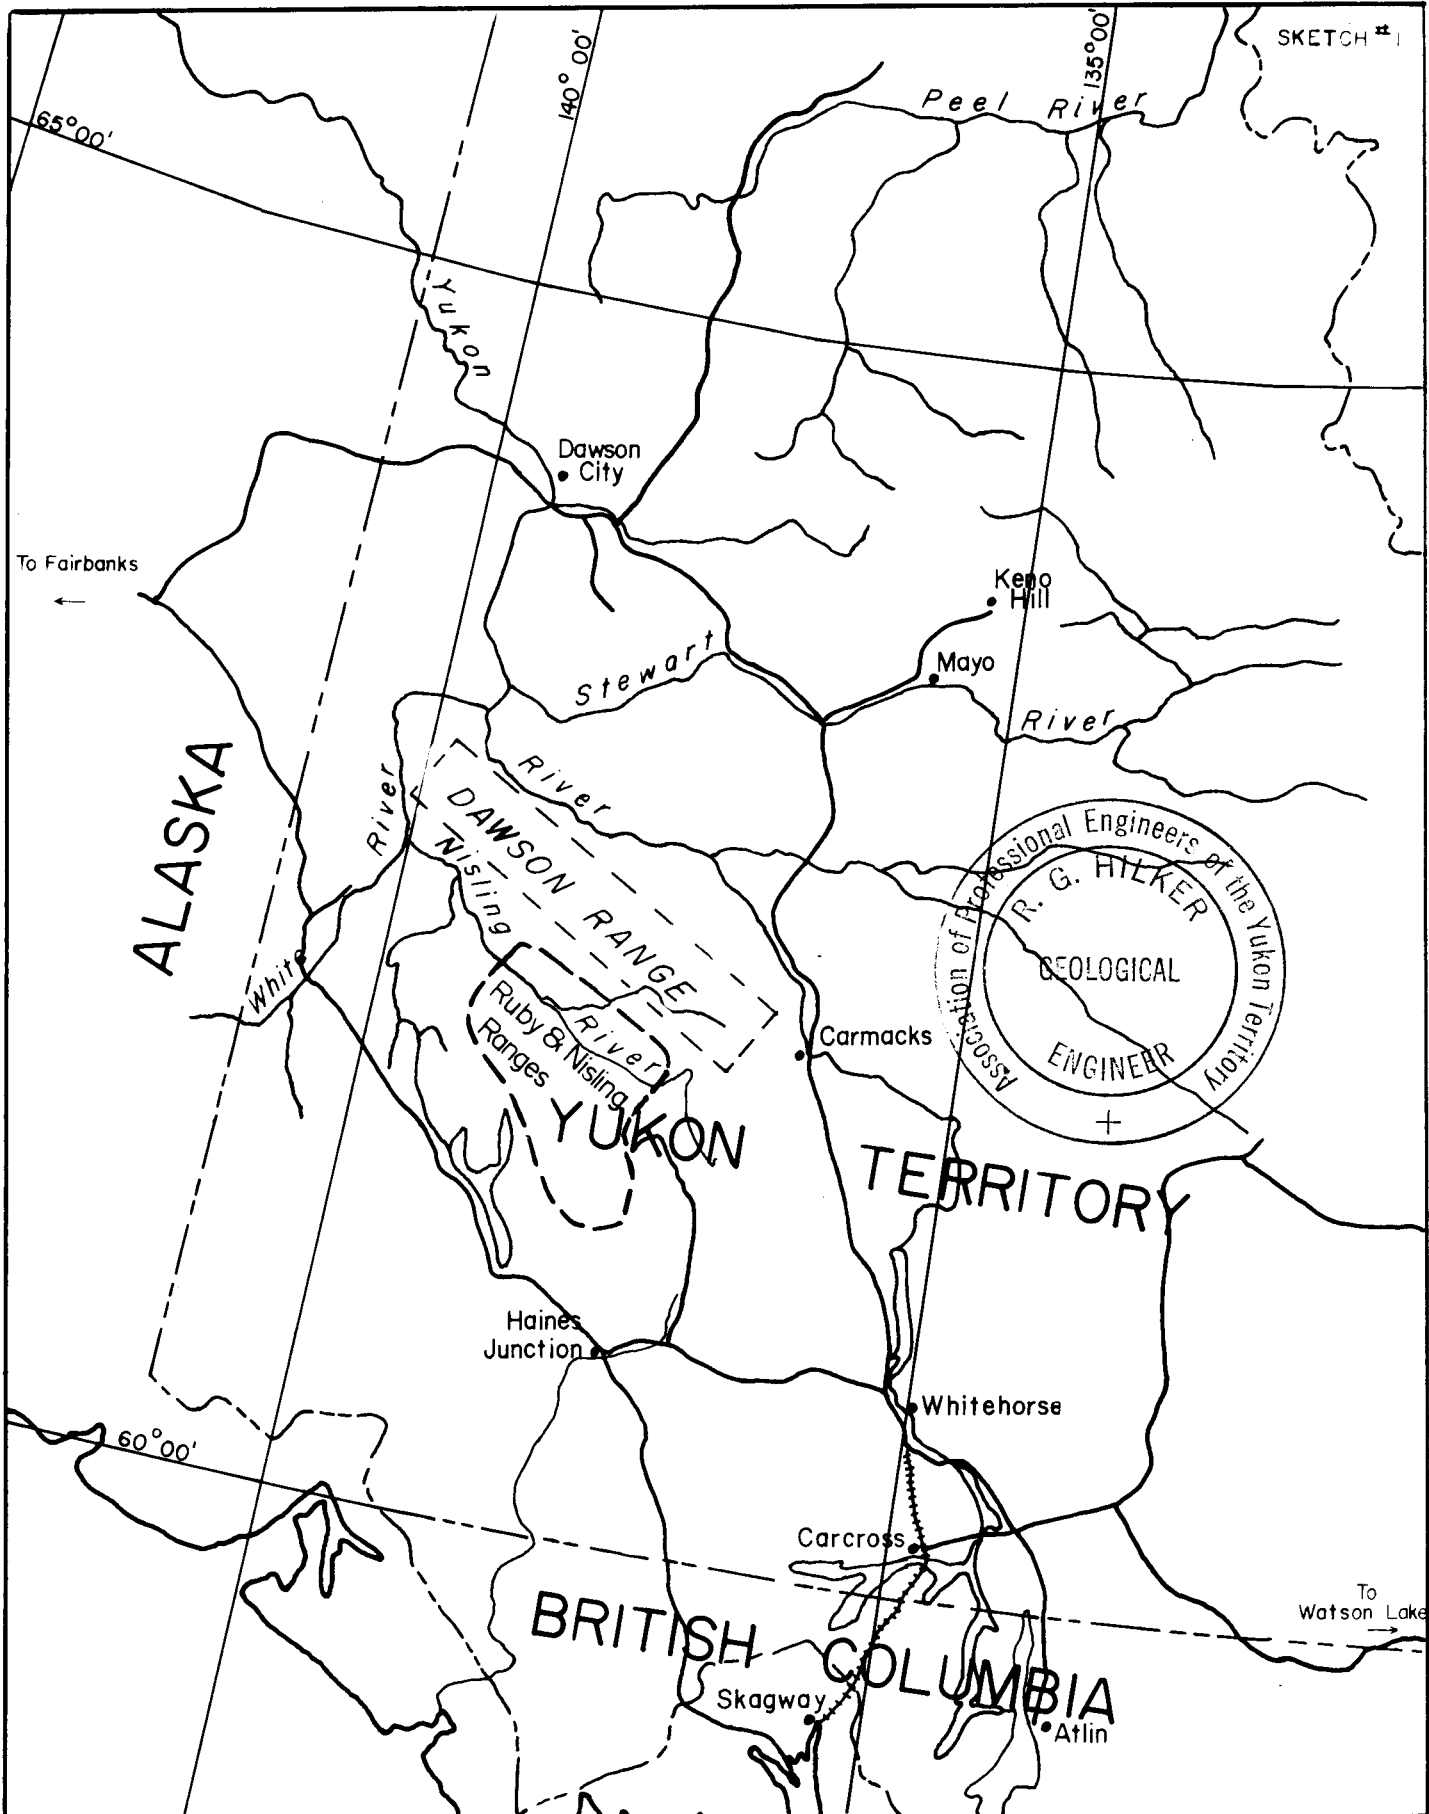 SKETCH #1
140° 00'
135° 00'
65° 00'
Peel River
Yukon
Dawson
City
To Fairbanks
←
Keno
Hill
Mayo
Stewart
River
River
ALASKA
River
DAWSON RANGE
Nisling
River
White
Ruby & Nisling
Ranges
Carmacks
Association of Professional Engineers of the Yukon Territory
R. G. HILKER
GEOLOGICAL
ENGINEER
YUKON
TERRITORY
Haines
Junction
Whitehorse
60° 00'
Carcross
To
Watson Lake
→
BRITISH COLUMBIA
Skagway
Atlin